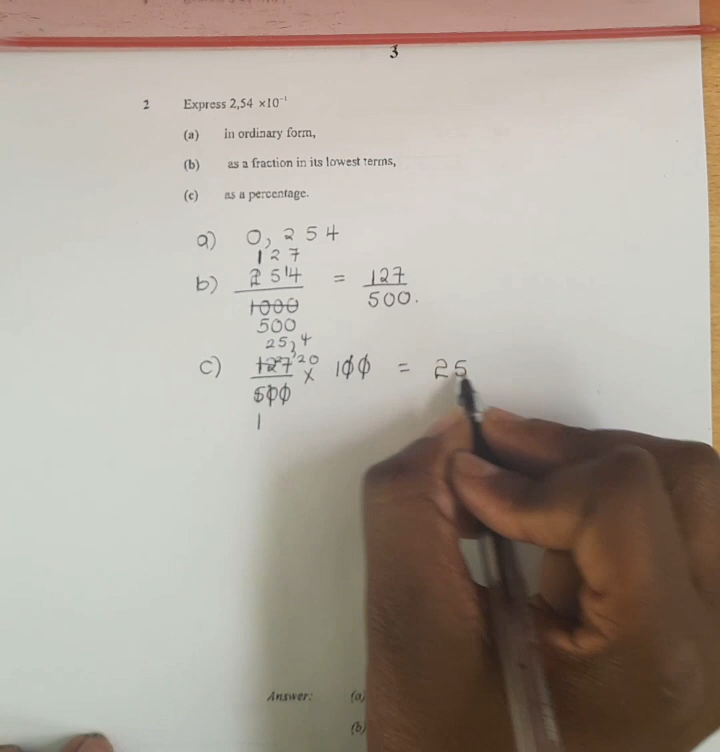 3
2 Express 2,54 ×10⁻¹
(a) in ordinary form,
(b) as a fraction in its lowest terms,
(c) as a percentage.
a) 0,254
127
b) 254/1000 = 127/500.
500
25,4
c) 127/500 × 100 = 25
1
Answer: (a)
(b)